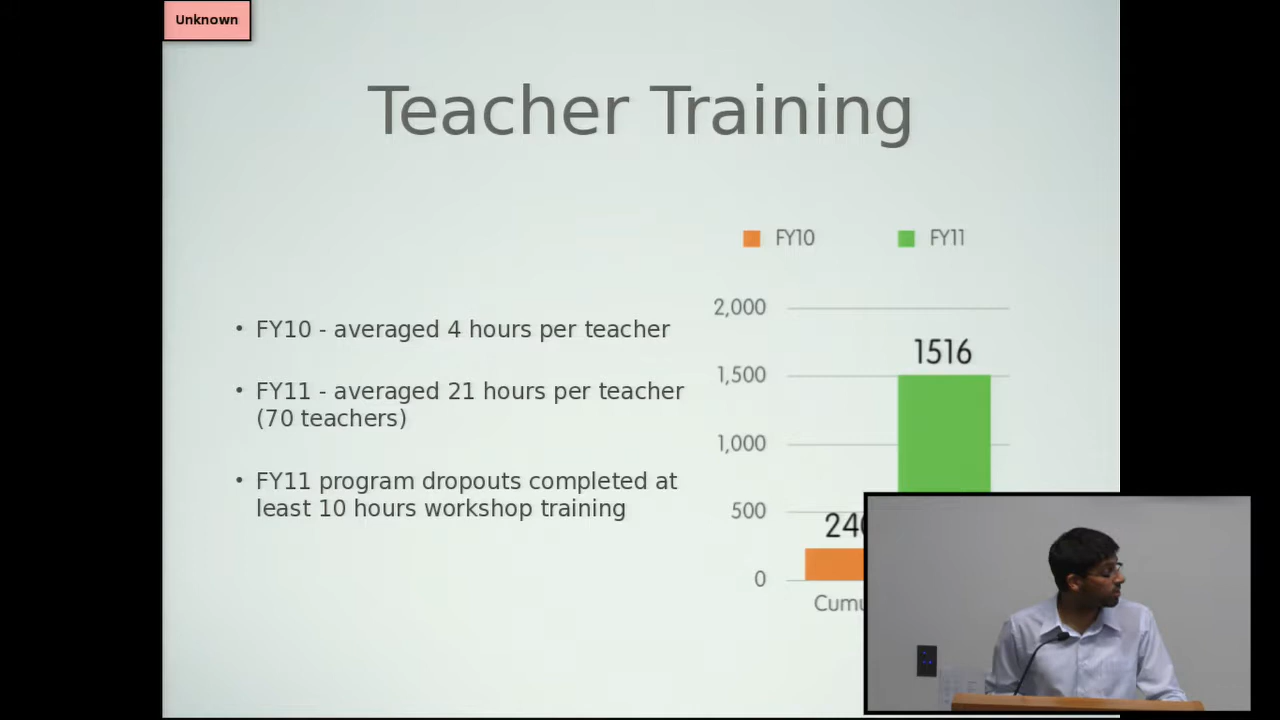 Unknown
Teacher Training
FY10 FY11
• FY10 - averaged 4 hours per teacher
• FY11 - averaged 21 hours per teacher
(70 teachers)
• FY11 program dropouts completed at
least 10 hours workshop training
2,000
1516
1,500
1,000
500
0